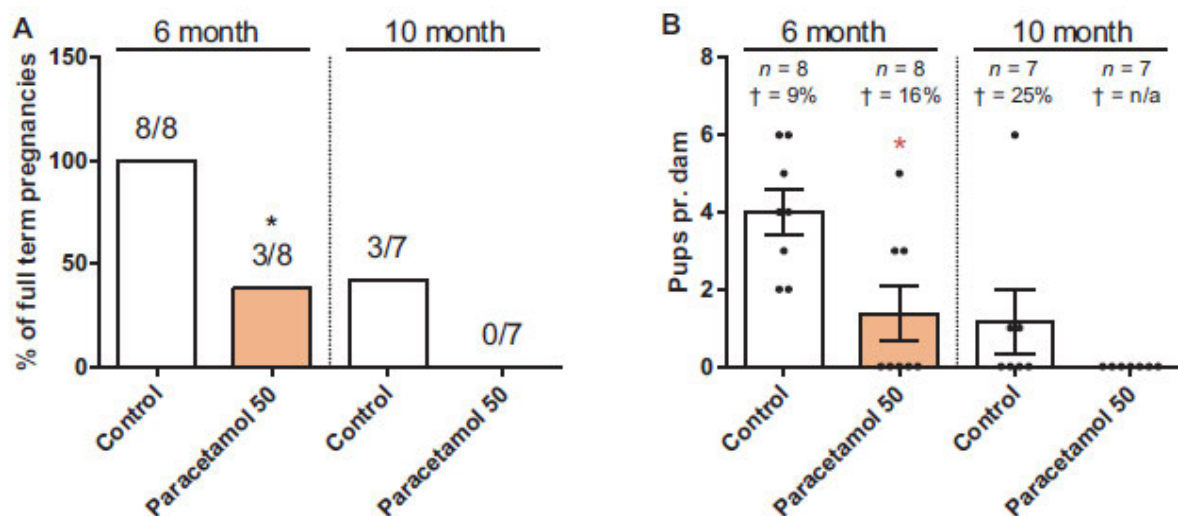 A
6 month
10 month
% of full term pregnancies
150
100
50
0
8/8
*
3/8
3/7
0/7
Control
Paracetamol 50
Control
Paracetamol 50
B
6 month
10 month
Pups pr. dam
8
6
4
2
0
n = 8
† = 9%
n = 8
† = 16%
n = 7
† = 25%
n = 7
† = n/a
*
Control
Paracetamol 50
Control
Paracetamol 50